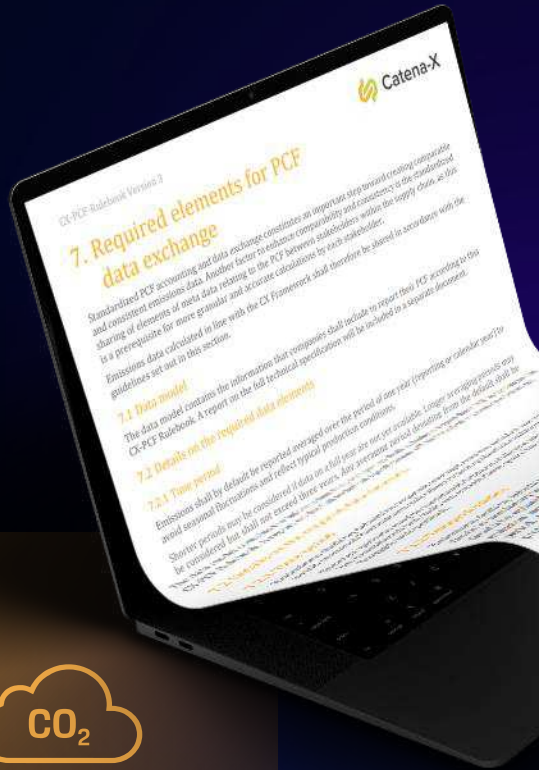 Catena-X
CX-PCF Rulebook Version 3
7. Required elements for PCF
data exchange
Standardized PCF accounting and data exchange constitutes an important step toward creating comparable
and consistent emissions data. Another factor to enhance comparability and consistency is the standardized
sharing of elements of meta data relating to the PCF between stakeholders within the supply chain, as this
is a prerequisite for more granular and accurate calculations by each stakeholder.
Emissions data calculated in line with the CX Framework shall therefore be shared in accordance with the
guidelines set out in this section.
7.1 Data model
The data model contains the information that companies shall include to report their PCF according to this
CX-PCF Rulebook. A report on the full technical specification will be included in a separate document.
7.2 Details on the required data elements
7.2.1 Time period
Emissions shall by default be reported averaged over the period of one year (reporting or calendar year) to
avoid seasonal fluctuations and reflect typical production conditions.
Shorter periods may be considered if data on a full year are not yet available. Longer averaging periods may
be considered but shall not exceed three years. Any averaging period deviating from the default shall be
CO₂